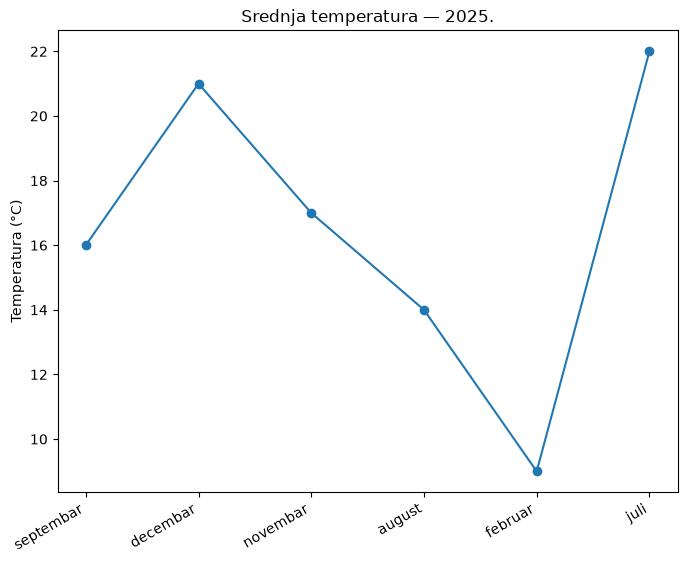 Srednja temperatura — 2025.
Temperatura (°C)
22
20
18
16
14
12
10
septembar
decembar
novembar
august
februar
juli